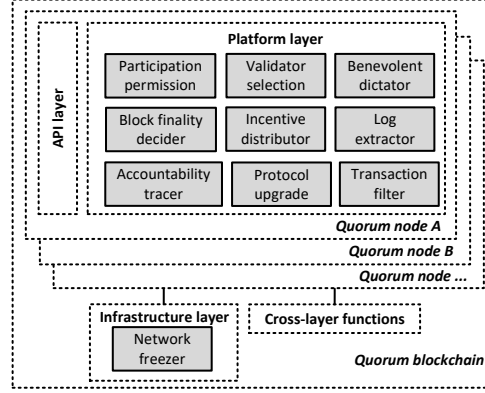 Platform layer
API layer
Participation
permission
Validator
selection
Benevolent
dictator
Block finality
decider
Incentive
distributor
Log
extractor
Accountability
tracer
Protocol
upgrade
Transaction
filter
Quorum node A
Quorum node B
Quorum node ...
Infrastructure layer
Network
freezer
Cross-layer functions
Quorum blockchain